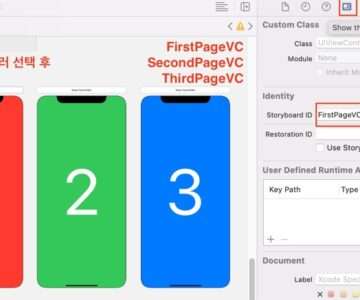 Show the
Custom Class
러 선택 후
FirstPageVC
SecondPageVC
ThirdPageVC
Class
UIViewCont
Module
None
Inherit M
Identity
Storyboard ID
FirstPageVC
Restoration ID
Use Story
User Defined Runtime A
Key Path
Type
2
3
+ −
Document
Label
Xcode Spec